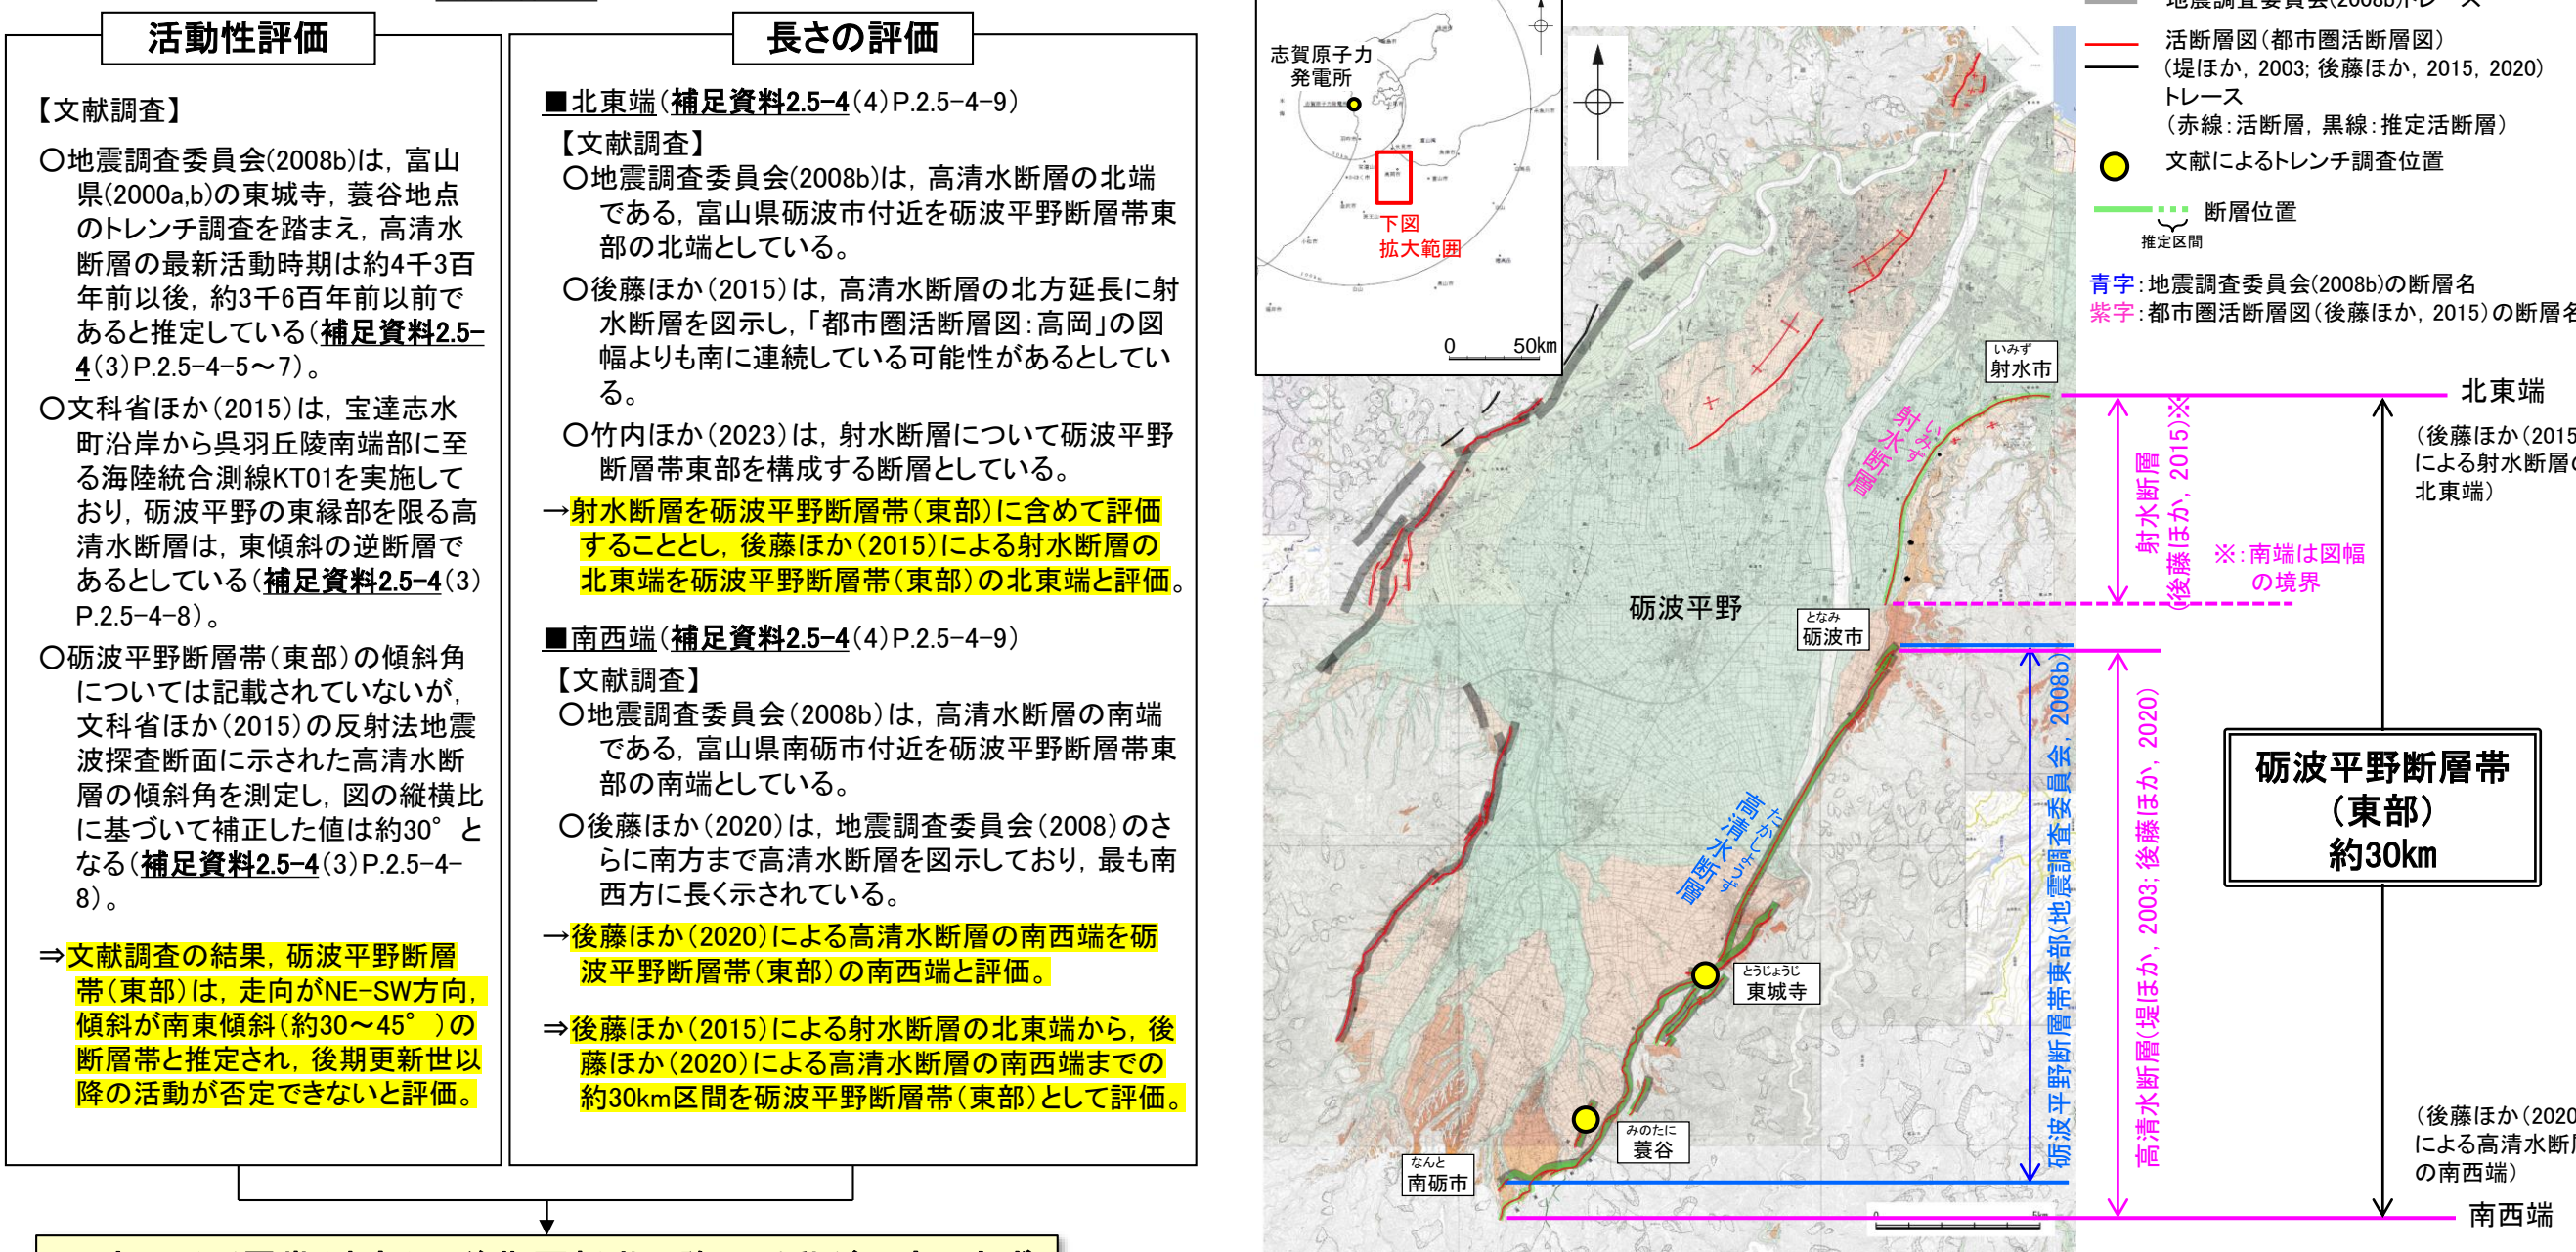 活動性評価
【文献調査】
○地震調査委員会(2008b)は，富山
県(2000a,b)の東城寺，蓑谷地点
のトレンチ調査を踏まえ，高清水
断層の最新活動時期は約4千3百
年前以後，約3千6百年前以前で
あると推定している(補足資料2.5-
4(3)P.2.5-4-5～7)。
○文科省ほか(2015)は，宝達志水
町沿岸から呉羽丘陵南端部に至
る海陸統合測線KT01を実施して
おり，砺波平野の東縁部を限る高
清水断層は，東傾斜の逆断層で
あるとしている(補足資料2.5-4(3)
P.2.5-4-8)。
○砺波平野断層帯(東部)の傾斜角
については記載されていないが，
文科省ほか(2015)の反射法地震
波探査断面に示された高清水断
層の傾斜角を測定し，図の縦横比
に基づいて補正した値は約30°と
なる(補足資料2.5-4(3)P.2.5-4-
8)。
⇒文献調査の結果，砺波平野断層
帯(東部)は，走向がNE-SW方向，
傾斜が南東傾斜(約30～45°)の
断層帯と推定され，後期更新世以
降の活動が否定できないと評価。
長さの評価
■北東端(補足資料2.5-4(4)P.2.5-4-9)
【文献調査】
○地震調査委員会(2008b)は，高清水断層の北端
である，富山県砺波市付近を砺波平野断層帯東
部の北端としている。
○後藤ほか(2015)は，高清水断層の北方延長に射
水断層を図示し，「都市圏活断層図：高岡」の図
幅よりも南に連続している可能性があるとしてい
る。
○竹内ほか(2023)は，射水断層について砺波平野
断層帯東部を構成する断層としている。
→射水断層を砺波平野断層帯(東部)に含めて評価
することとし，後藤ほか(2015)による射水断層の
北東端を砺波平野断層帯(東部)の北東端と評価。
■南西端(補足資料2.5-4(4)P.2.5-4-9)
【文献調査】
○地震調査委員会(2008b)は，高清水断層の南端
である，富山県南砺市付近を砺波平野断層帯東
部の南端としている。
○後藤ほか(2020)は，地震調査委員会(2008)のさ
らに南方まで高清水断層を図示しており，最も南
西方に長く示されている。
→後藤ほか(2020)による高清水断層の南西端を砺
波平野断層帯(東部)の南西端と評価。
⇒後藤ほか(2015)による射水断層の北東端から，後
藤ほか(2020)による高清水断層の南西端までの
約30km区間を砺波平野断層帯(東部)として評価。
志賀原子力
発電所
下図
拡大範囲
0 50km
地震調査委員会(2008b)トレース
活断層図(都市圏活断層図)
(堤ほか，2003；後藤ほか，2015，2020)
トレース
(赤線：活断層，黒線：推定活断層)
文献によるトレンチ調査位置
断層位置
推定区間
青字：地震調査委員会(2008b)の断層名
紫字：都市圏活断層図(後藤ほか，2015)の断層名
いみず
射水市
いみず
射水断層
砺波平野
となみ
砺波市
たかしょうず
高清水断層
とうじょうじ
東城寺
みのたに
蓑谷
なんと
南砺市
0 5km
北東端
(後藤ほか(2015
による射水断層の
北東端)
射水断層
(後藤ほか，2015)※
※：南端は図幅
の境界
砺波平野断層帯東部(地震調査委員会，2008b)
高清水断層(堤ほか，2003；後藤ほか，2020)
砺波平野断層帯
(東部)
約30km
(後藤ほか(2020
による高清水断層
の南西端)
南西端